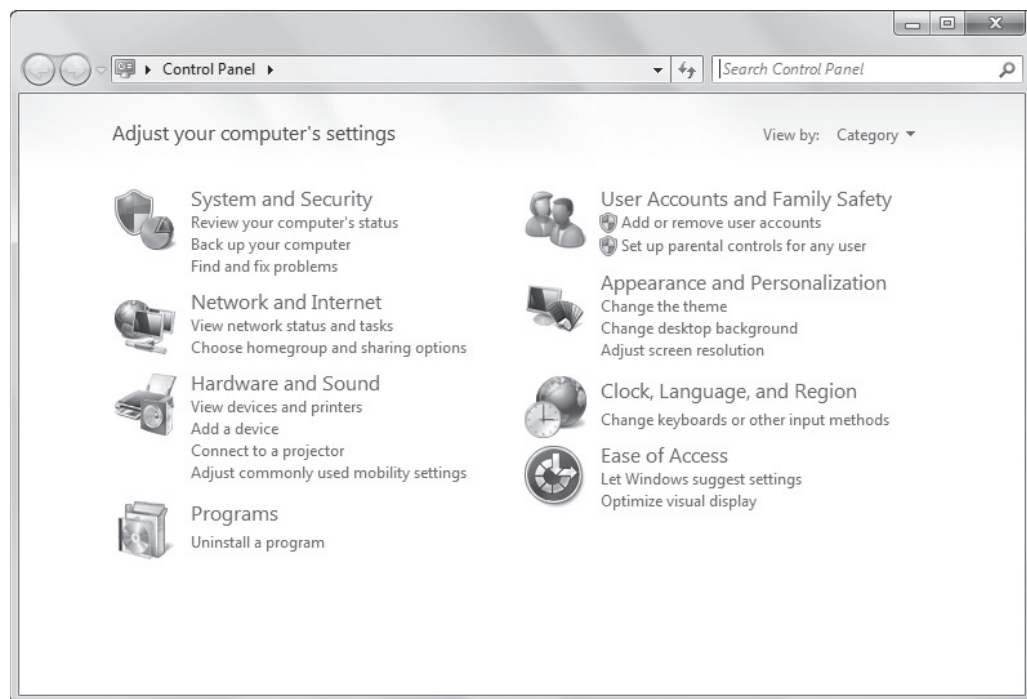 Control Panel
Search Control Panel
Adjust your computer's settings
View by: Category
System and Security
Review your computer's status
Back up your computer
Find and fix problems
Network and Internet
View network status and tasks
Choose homegroup and sharing options
Hardware and Sound
View devices and printers
Add a device
Connect to a projector
Adjust commonly used mobility settings
Programs
Uninstall a program
User Accounts and Family Safety
Add or remove user accounts
Set up parental controls for any user
Appearance and Personalization
Change the theme
Change desktop background
Adjust screen resolution
Clock, Language, and Region
Change keyboards or other input methods
Ease of Access
Let Windows suggest settings
Optimize visual display